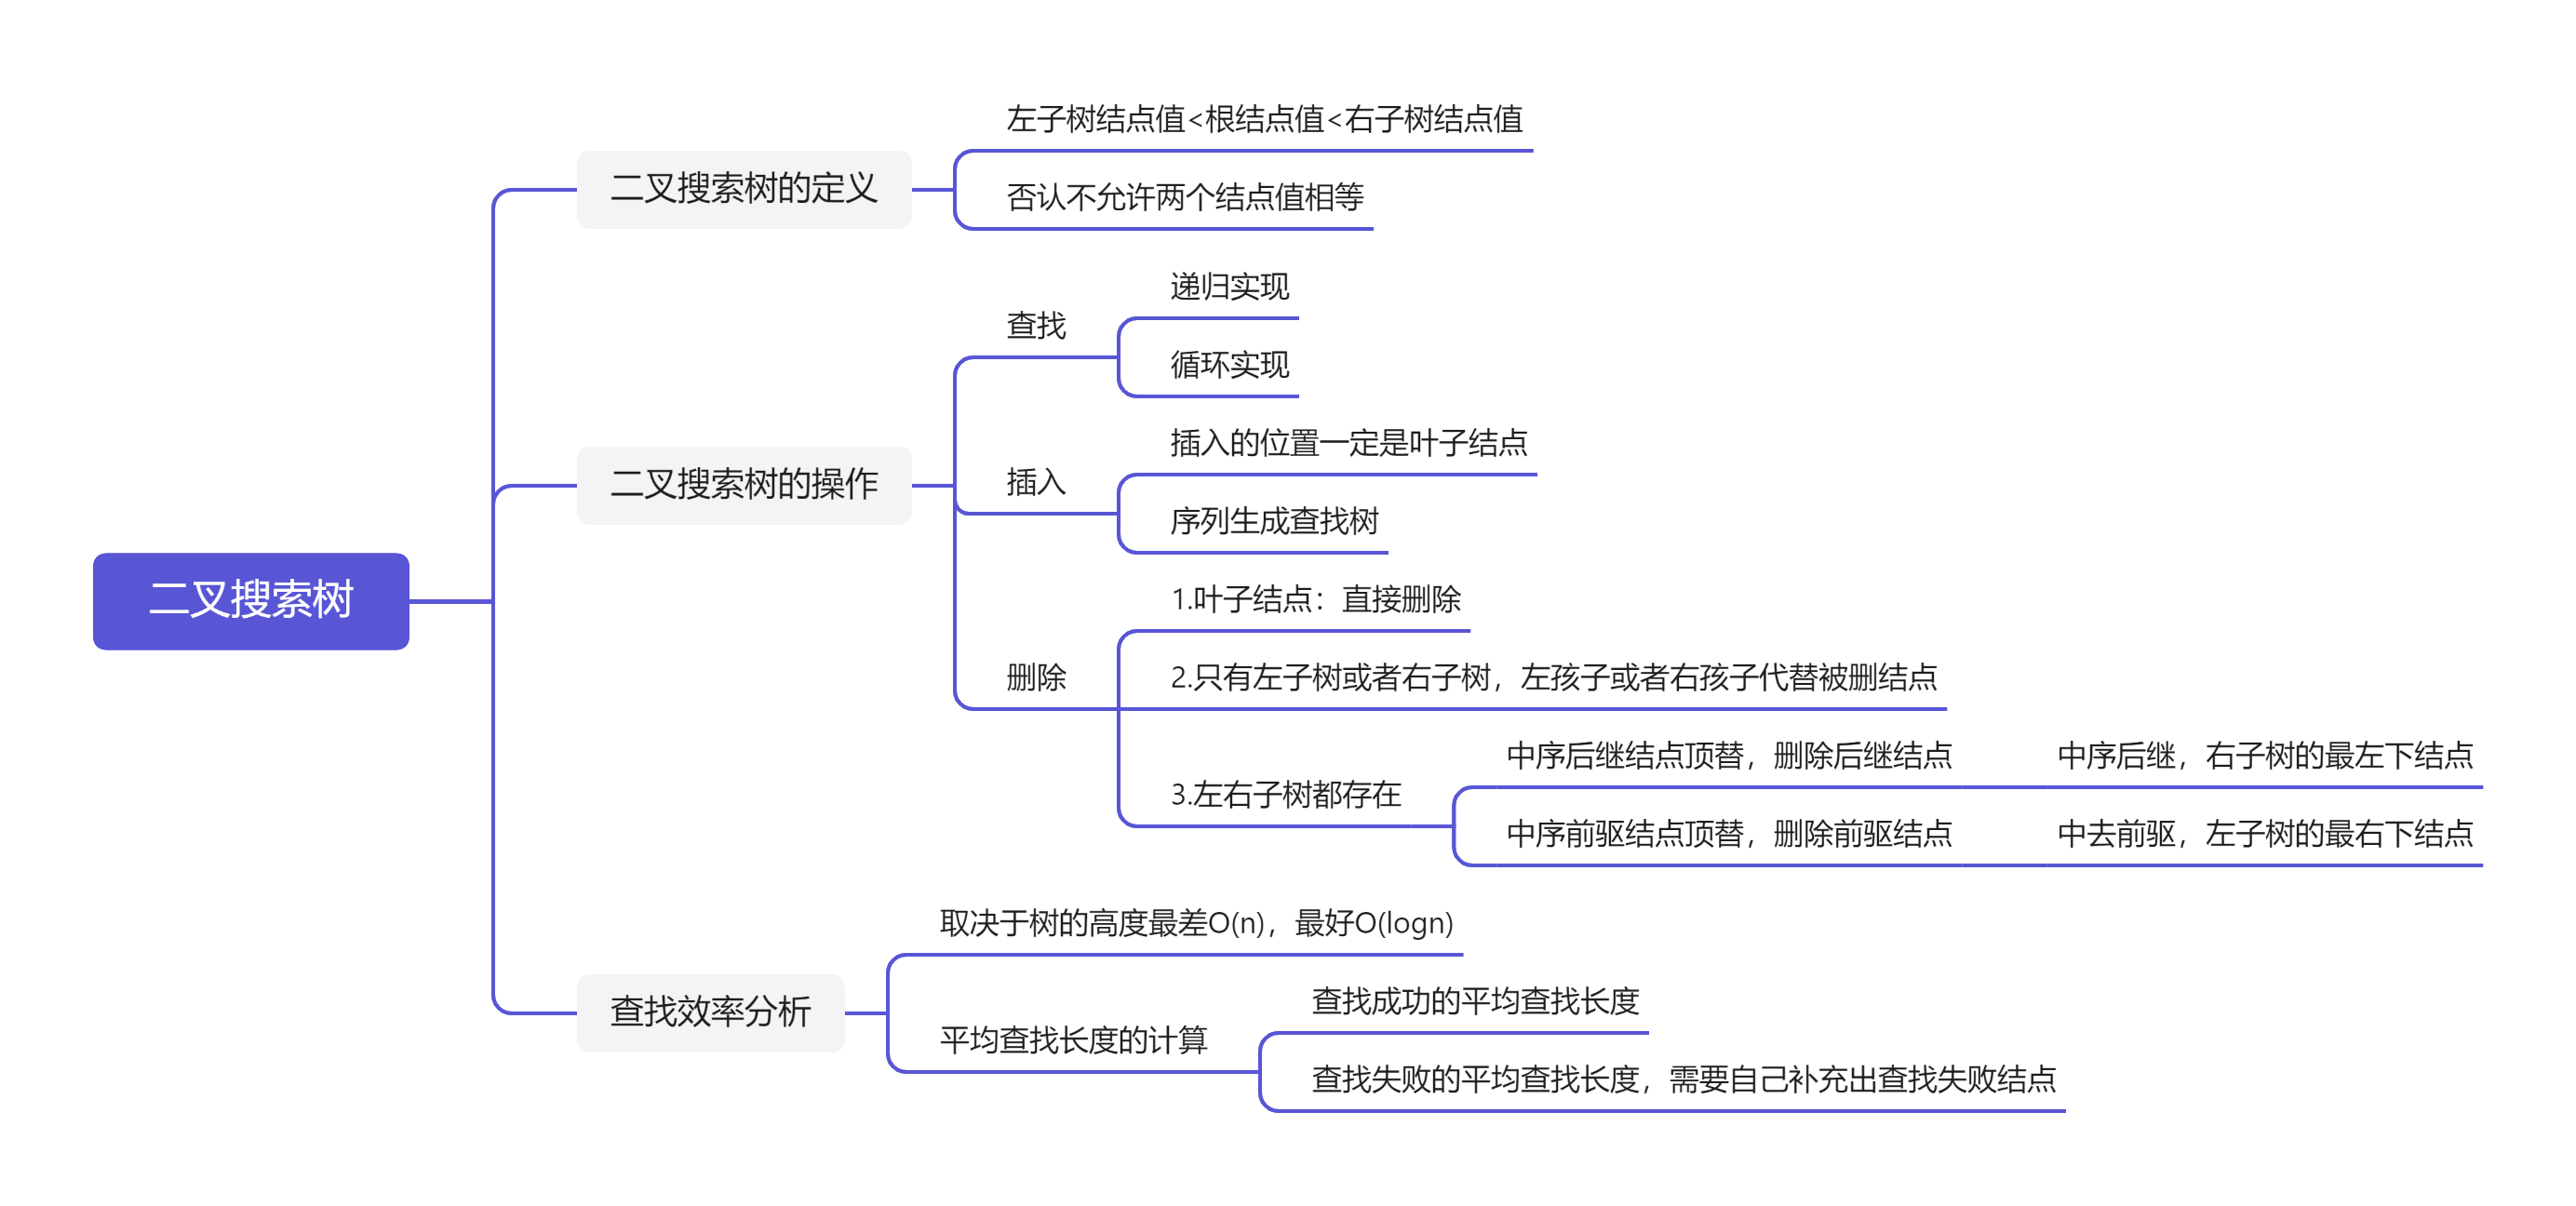 二叉搜索树
二叉搜索树的定义
左子树结点值<根结点值<右子树结点值
否认不允许两个结点值相等
二叉搜索树的操作
查找
递归实现
循环实现
插入
插入的位置一定是叶子结点
序列生成查找树
删除
1.叶子结点：直接删除
2.只有左子树或者右子树，左孩子或者右孩子代替被删结点
3.左右子树都存在
中序后继结点顶替，删除后继结点
中序后继，右子树的最左下结点
中序前驱结点顶替，删除前驱结点
中去前驱，左子树的最右下结点
查找效率分析
取决于树的高度最差O(n)，最好O(logn)
平均查找长度的计算
查找成功的平均查找长度
查找失败的平均查找长度，需要自己补充出查找失败结点